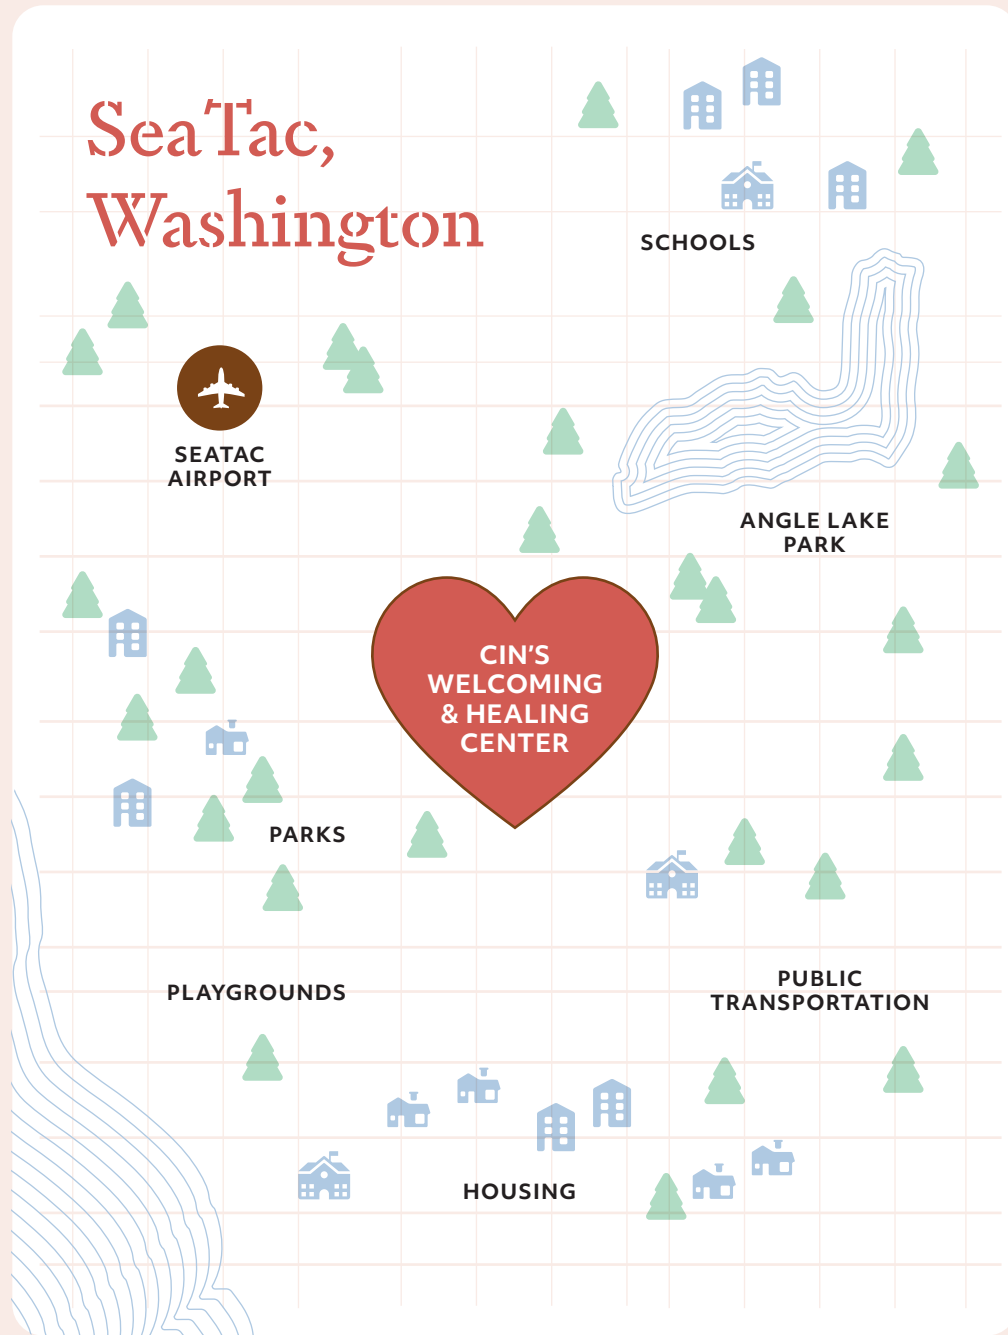 SeaTac,
Washington
SCHOOLS
SEATAC
AIRPORT
ANGLE LAKE
PARK
CIN'S
WELCOMING
& HEALING
CENTER
PARKS
PLAYGROUNDS
PUBLIC
TRANSPORTATION
HOUSING